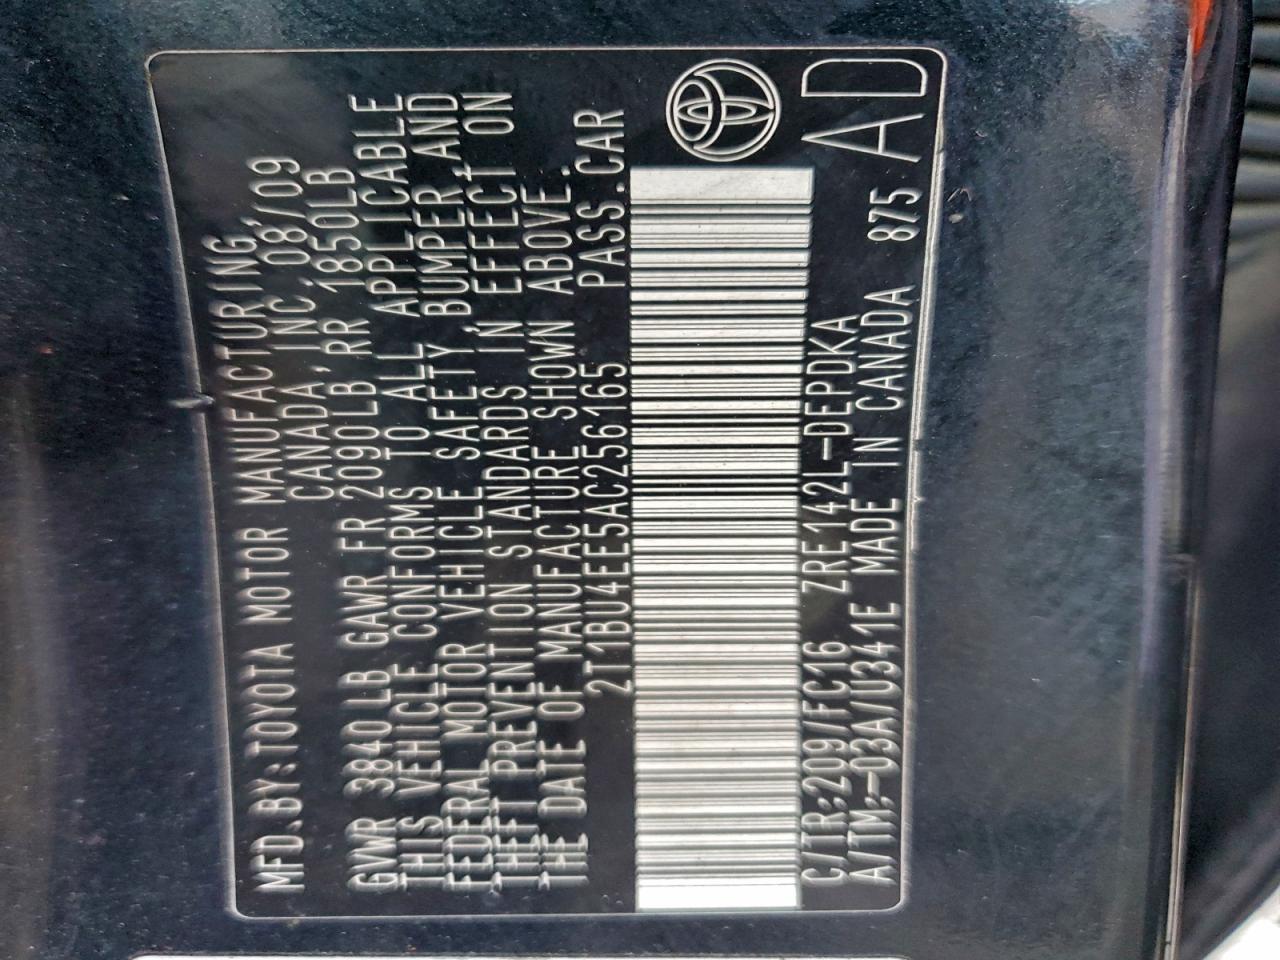 MFD.BY:TOYOTA MOTOR MANUFACTURING,
CANADA, INC. 08/09
GVWR 3840 LB GAWR FR 2090LB, RR 1850LB
THIS VEHICLE CONFORMS TO ALL APPLICABLE
FEDERAL MOTOR VEHICLE SAFETY BUMPER, AND
THEFT PREVENTION STANDARDS IN EFFECT ON
THE DATE OF MANUFACTURE SHOWN ABOVE.
2T1BU4EE5AC256165 PASS.CAR
C/TR:209/FC16 ZRE142L-DEPDKA
A/TM:-03A/U341E MADE IN CANADA 875
AD